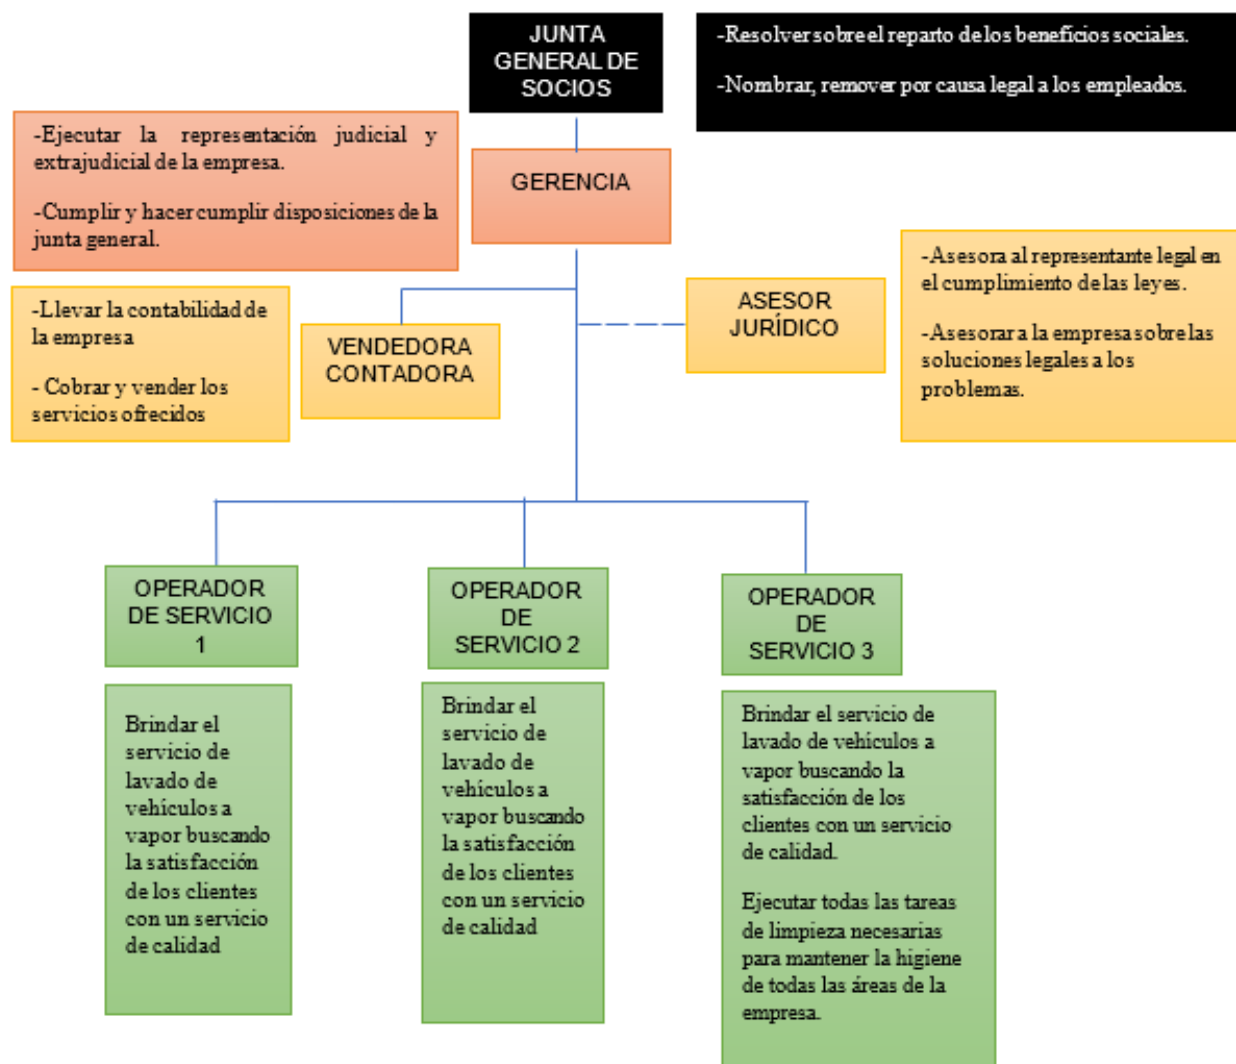 JUNTA
GENERAL DE
SOCIOS
-Resolver sobre el reparto de los beneficios sociales.
-Nombrar, remover por causa legal a los empleados.
-Ejecutar la representación judicial y
extrajudicial de la empresa.
-Cumplir y hacer cumplir disposiciones de la
junta general.
GERENCIA
-Llevar la contabilidad de
la empresa
- Cobrar y vender los
servicios ofrecidos
VENDEDORA
CONTADORA
ASESOR
JURÍDICO
-Asesora al representante legal en
el cumplimiento de las leyes.
-Asesorar a la empresa sobre las
soluciones legales a los
problemas.
OPERADOR
DE SERVICIO
1
OPERADOR
DE
SERVICIO 2
OPERADOR
DE
SERVICIO 3
Brindar el
servicio de
lavado de
vehículos a
vapor buscando
la satisfacción
de los clientes
con un servicio
de calidad
Brindar el
servicio de
lavado de
vehículos a
vapor buscando
la satisfacción
de los clientes
con un servicio
de calidad
Brindar el servicio de
lavado de vehículos a
vapor buscando la
satisfacción de los
clientes con un servicio
de calidad.
Ejecutar todas las tareas
de limpieza necesarias
para mantener la higiene
de todas las áreas de la
empresa.